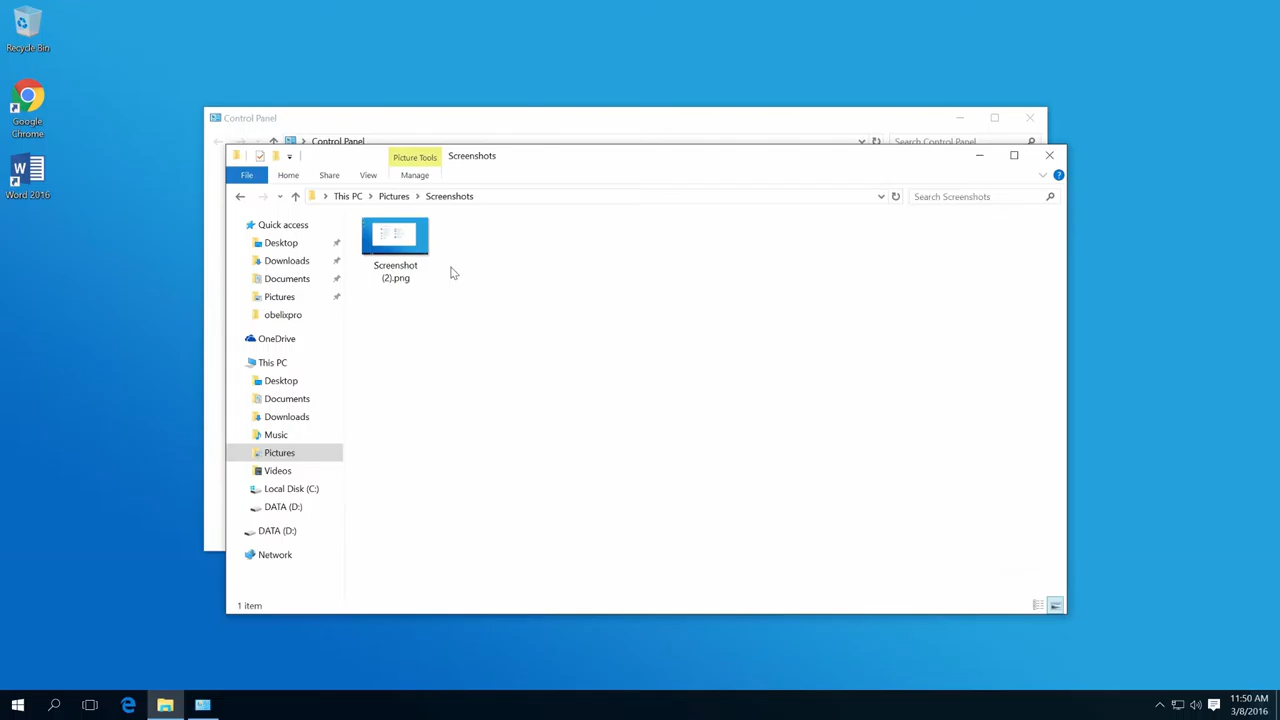 Recycle Bin
Google
Chrome
Word 2016
Control Panel
Control Panel
Search Control Panel
Picture Tools
Screenshots
File
Home
Share
View
Manage
This PC
Pictures
Screenshots
Search Screenshots
Quick access
Desktop
Downloads
Documents
Pictures
obelixpro
OneDrive
This PC
Desktop
Documents
Downloads
Music
Pictures
Videos
Local Disk (C:)
DATA (D:)
DATA (D:)
Network
Screenshot
(2).png
1 item
11:50 AM
3/8/2016